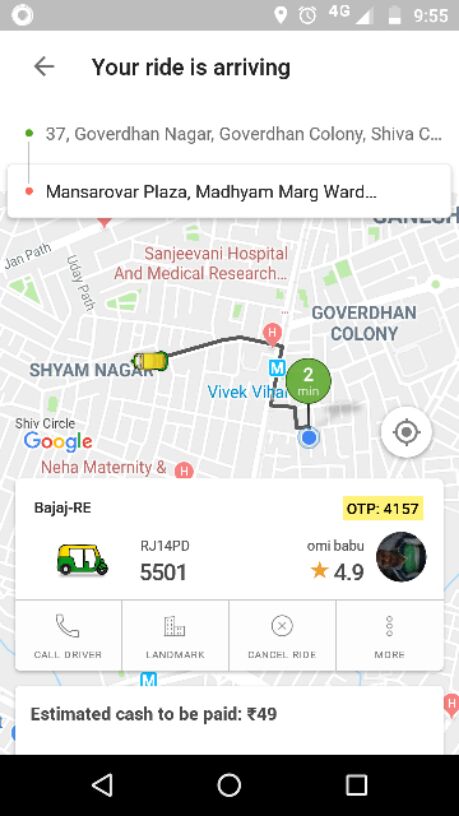 4G 9:55
Your ride is arriving
37, Goverdhan Nagar, Goverdhan Colony, Shiva C...
Mansarovar Plaza, Madhyam Marg Ward...
Jan Path
Uday Path
Sanjeevani Hospital
And Medical Research...
GOVERDHAN
COLONY
H
SHYAM NAGAR
M
2
min
Vivek Vihar
Shiv Circle
Google
Neha Maternity &
H
Bajaj-RE
OTP: 4157
RJ14PD
5501
omi babu
4.9
CALL DRIVER
LANDMARK
CANCEL RIDE
MORE
M
H
Estimated cash to be paid: ₹49